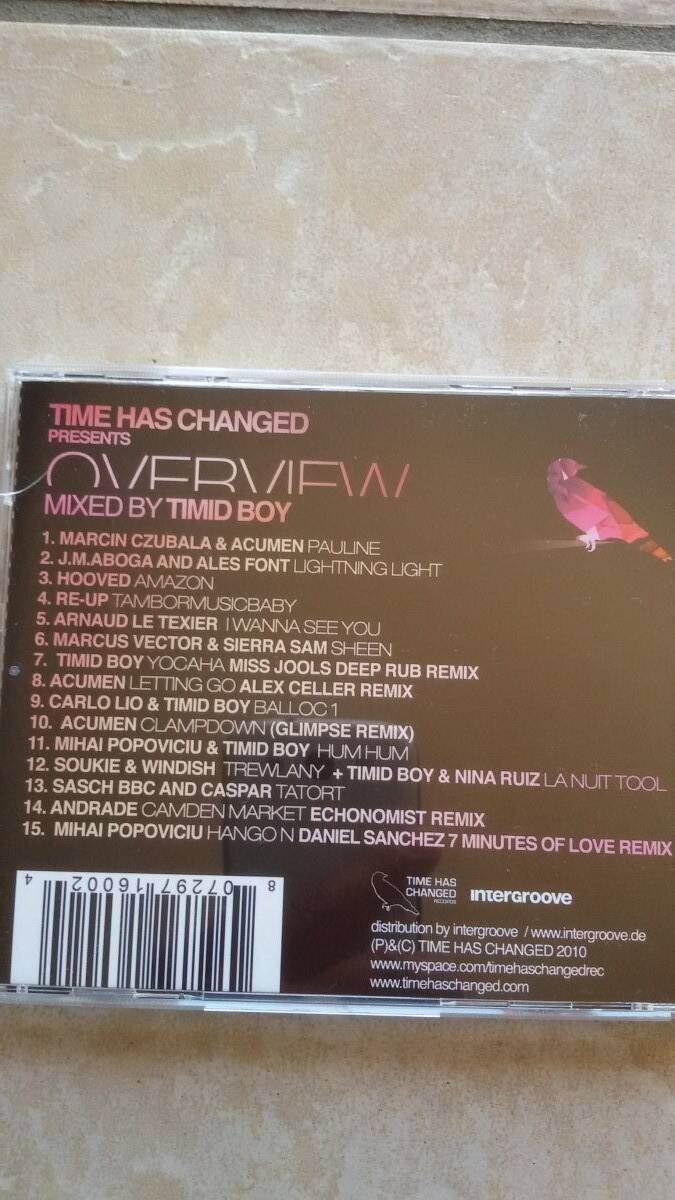 TIME HAS CHANGED
PRESENTS
OVERVIEW
MIXED BY TIMID BOY
1. MARCIN CZUBALA & ACUMEN PAULINE
2. J.M.ABOGA AND ALES FONT LIGHTNING LIGHT
3. HOOVED AMAZON
4. RE-UP TAMBORMUSICBABY
5. ARNAUD LE TEXIER I WANNA SEE YOU
6. MARCUS VECTOR & SIERRA SAM SHEEN
7. TIMID BOY YOCAHA MISS JOOLS DEEP RUB REMIX
8. ACUMEN LETTING GO ALEX CELLER REMIX
9. CARLO LIO & TIMID BOY BALLOC 1
10. ACUMEN CLAMPDOWN (GLIMPSE REMIX)
11. MIHAI POPOVICIU & TIMID BOY HUM HUM
12. SOUKIE & WINDISH TREWLANY + TIMID BOY & NINA RUIZ LA NUIT TOOL
13. SASCH BBC AND CASPAR TATORT
14. ANDRADE CAMDEN MARKET ECHONOMIST REMIX
15. MIHAI POPOVICIU HANGO N DANIEL SANCHEZ 7 MINUTES OF LOVE REMIX
8 07297 16002 4
TIME HAS
CHANGED
RECORDS
intergroove
distribution by intergroove / www.intergroove.de
(P)&(C) TIME HAS CHANGED 2010
www.myspace.com/timehaschangedrec
www.timehaschanged.com